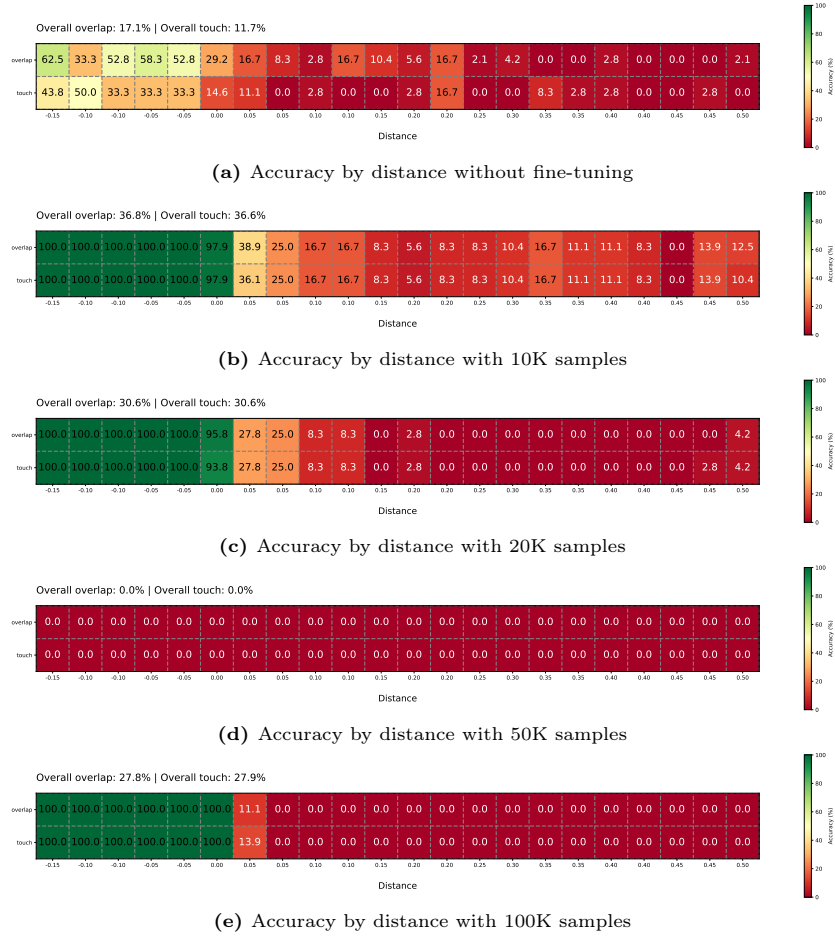 Overall overlap: 17.1% | Overall touch: 11.7%
overlap 62.5 33.3 52.8 58.3 52.8 29.2 16.7 8.3 2.8 16.7 10.4 5.6 16.7 2.1 4.2 0.0 0.0 2.8 0.0 0.0 0.0 2.1
touch 43.8 50.0 33.3 33.3 33.3 14.6 11.1 0.0 2.8 0.0 0.0 2.8 16.7 0.0 0.0 8.3 2.8 2.8 0.0 0.0 2.8 0.0
-0.15 -0.10 -0.10 -0.05 -0.05 0.00 0.05 0.05 0.10 0.10 0.15 0.20 0.20 0.25 0.30 0.35 0.35 0.40 0.40 0.45 0.45 0.50
Distance
100
80
60
40
20
0
Accuracy (%)
(a) Accuracy by distance without fine-tuning
Overall overlap: 36.8% | Overall touch: 36.6%
overlap 100.0 100.0 100.0 100.0 100.0 97.9 38.9 25.0 16.7 16.7 8.3 5.6 8.3 8.3 10.4 16.7 11.1 11.1 8.3 0.0 13.9 12.5
touch 100.0 100.0 100.0 100.0 100.0 97.9 36.1 25.0 16.7 16.7 8.3 5.6 8.3 8.3 10.4 16.7 11.1 11.1 8.3 0.0 13.9 10.4
-0.15 -0.10 -0.10 -0.05 -0.05 0.00 0.05 0.05 0.10 0.10 0.15 0.20 0.20 0.25 0.30 0.35 0.35 0.40 0.40 0.45 0.45 0.50
Distance
100
80
60
40
20
0
Accuracy (%)
(b) Accuracy by distance with 10K samples
Overall overlap: 30.6% | Overall touch: 30.6%
overlap 100.0 100.0 100.0 100.0 100.0 95.8 27.8 25.0 8.3 8.3 0.0 2.8 0.0 0.0 0.0 0.0 0.0 0.0 0.0 0.0 0.0 4.2
touch 100.0 100.0 100.0 100.0 100.0 93.8 27.8 25.0 8.3 8.3 0.0 2.8 0.0 0.0 0.0 0.0 0.0 0.0 0.0 0.0 2.8 4.2
-0.15 -0.10 -0.10 -0.05 -0.05 0.00 0.05 0.05 0.10 0.10 0.15 0.20 0.20 0.25 0.30 0.35 0.35 0.40 0.40 0.45 0.45 0.50
Distance
100
80
60
40
20
0
Accuracy (%)
(c) Accuracy by distance with 20K samples
Overall overlap: 0.0% | Overall touch: 0.0%
overlap 0.0 0.0 0.0 0.0 0.0 0.0 0.0 0.0 0.0 0.0 0.0 0.0 0.0 0.0 0.0 0.0 0.0 0.0 0.0 0.0 0.0 0.0
touch 0.0 0.0 0.0 0.0 0.0 0.0 0.0 0.0 0.0 0.0 0.0 0.0 0.0 0.0 0.0 0.0 0.0 0.0 0.0 0.0 0.0 0.0
-0.15 -0.10 -0.10 -0.05 -0.05 0.00 0.05 0.05 0.10 0.10 0.15 0.20 0.20 0.25 0.30 0.35 0.35 0.40 0.40 0.45 0.45 0.50
Distance
100
80
60
40
20
0
Accuracy (%)
(d) Accuracy by distance with 50K samples
Overall overlap: 27.8% | Overall touch: 27.9%
overlap 100.0 100.0 100.0 100.0 100.0 100.0 11.1 0.0 0.0 0.0 0.0 0.0 0.0 0.0 0.0 0.0 0.0 0.0 0.0 0.0 0.0 0.0
touch 100.0 100.0 100.0 100.0 100.0 100.0 13.9 0.0 0.0 0.0 0.0 0.0 0.0 0.0 0.0 0.0 0.0 0.0 0.0 0.0 0.0 0.0
-0.15 -0.10 -0.10 -0.05 -0.05 0.00 0.05 0.05 0.10 0.10 0.15 0.20 0.20 0.25 0.30 0.35 0.35 0.40 0.40 0.45 0.45 0.50
Distance
100
80
60
40
20
0
Accuracy (%)
(e) Accuracy by distance with 100K samples